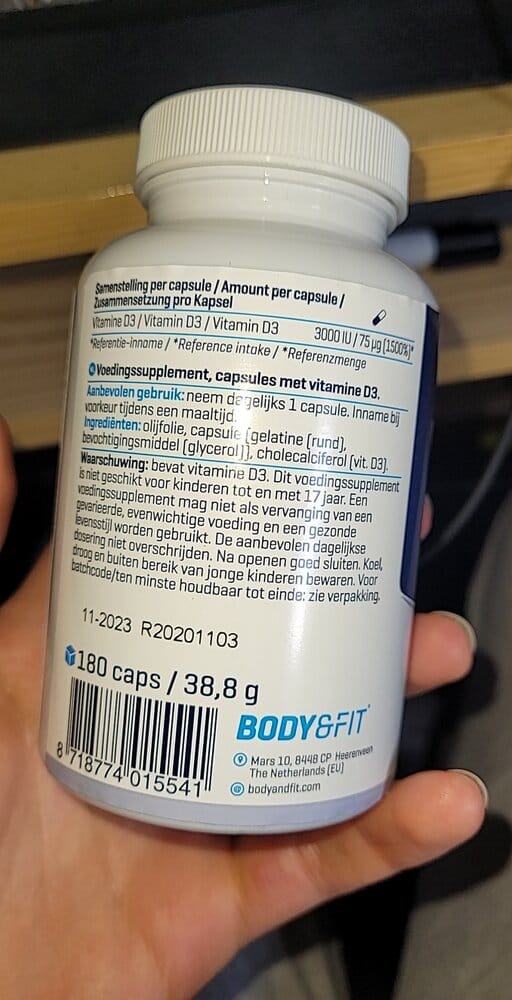 Samenstelling per capsule / Amount per capsule /
Zusammensetzung pro Kapsel
Vitamine D3 / Vitamin D3 / Vitamin D3 3000 IU / 75 µg (1500%)*
*Referentie-inname / *Reference intake / *Referenzmenge
Voedingssupplement, capsules met vitamine D3.
Aanbevolen gebruik: neem dagelijks 1 capsule. Inname bij
voorkeur tijdens een maaltijd.
Ingrediënten: olijfolie, capsule [gelatine (rund),
bevochtigingsmiddel (glycerol)], cholecalciferol (vit. D3).
Waarschuwing: bevat vitamine D3. Dit voedingssupplement
is niet geschikt voor kinderen tot en met 17 jaar. Een
voedingssupplement mag niet als vervanging van een
gevarieerde, evenwichtige voeding en een gezonde
levensstijl worden gebruikt. De aanbevolen dagelijkse
dosering niet overschrijden. Na openen goed sluiten. Koel,
droog en buiten bereik van jonge kinderen bewaren. Voor
batchcode/ten minste houdbaar tot einde: zie verpakking.
11-2023 R20201103
180 caps / 38,8 g
8 718774 015541
BODY&FIT
Mars 10, 8448 CP Heerenveen
The Netherlands (EU)
bodyandfit.com